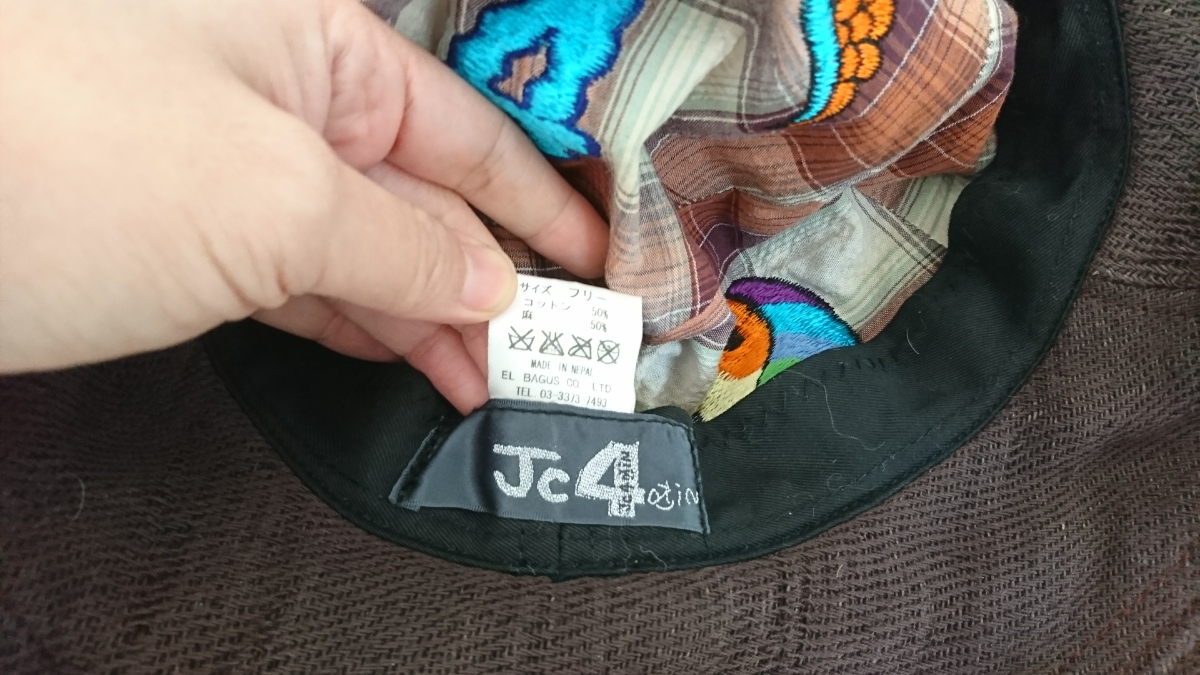 サイズ フリー
コットン 50%
麻 50%
MADE IN NEPAL
EL BAGUS CO. LTD
TEL. 03-3373 7493
Jc4